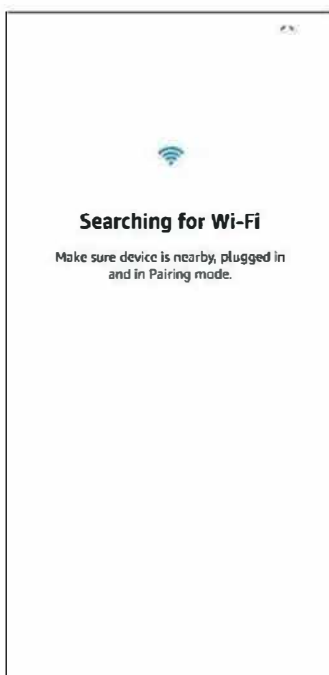 Searching for Wi-Fi
Make sure device is nearby, plugged in
and in Pairing mode.